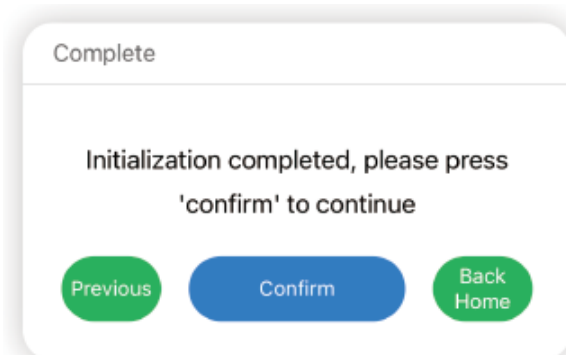 Complete
Initialization completed, please press
'confirm' to continue
Previous
Confirm
Back
Home